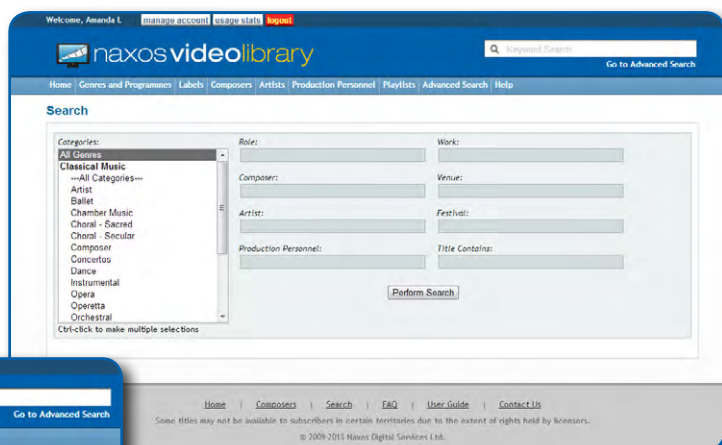 Welcome, Amanda I. manage account usage stats logout
naxosvideolibrary
Keyword Search
Go to Advanced Search
Home Genres and Programmes Labels Composers Artists Production Personnel Playlists Advanced Search Help
Search
Categories:
All Genres
Classical Music
---All Categories---
Artist
Ballet
Chamber Music
Choral - Sacred
Choral - Secular
Composer
Concertos
Dance
Instrumental
Opera
Operetta
Orchestral
Ctrl-click to make multiple selections
Role:
Work:
Composer:
Venue:
Artist:
Festival:
Production Personnel:
Title Contains:
Perform Search
Go to Advanced Search
Home | Composers | Search | FAQ | User Guide | Contact Us
Some titles may not be available to subscribers in certain territories due to the extent of rights held by licensors.
© 2009-2013 Naxos Digital Services Ltd.